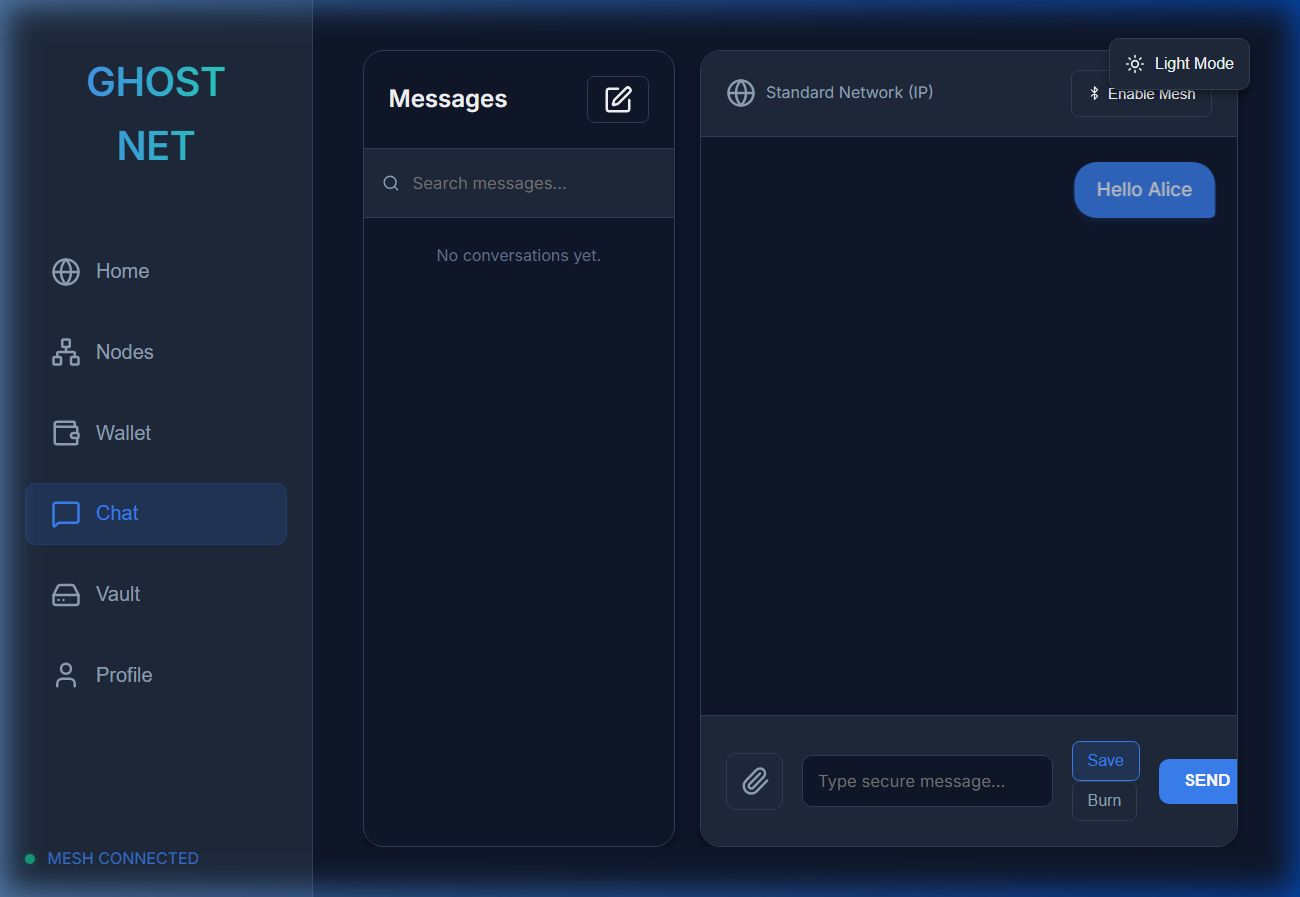 GHOST
NET
Home
Nodes
Wallet
Chat
Vault
Profile
MESH CONNECTED
Messages
Search messages...
No conversations yet.
Standard Network (IP)
Light Mode
Enable Mesh
Hello Alice
Type secure message...
Save
Burn
SEND